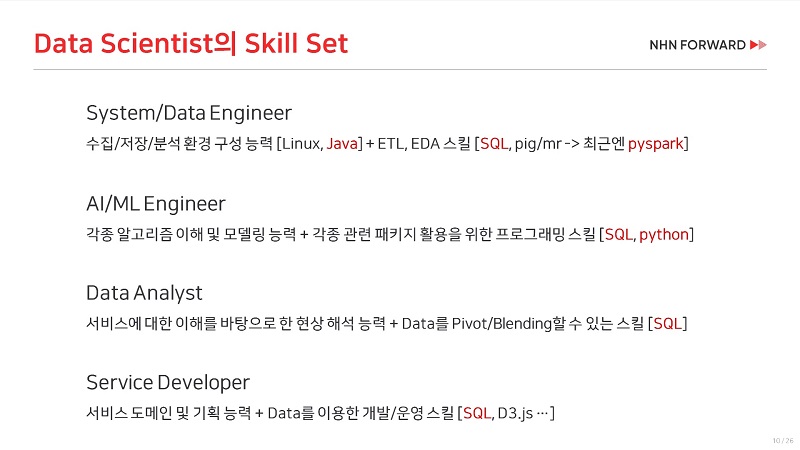 Data Scientist의 Skill Set
NHN FORWARD
System/Data Engineer
수집/저장/분석 환경 구성 능력 [Linux, Java] + ETL, EDA 스킬 [SQL, pig/mr -> 최근엔 pyspark]
AI/ML Engineer
각종 알고리즘 이해 및 모델링 능력 + 각종 관련 패키지 활용을 위한 프로그래밍 스킬 [SQL, python]
Data Analyst
서비스에 대한 이해를 바탕으로 한 현상 해석 능력 + Data를 Pivot/Blending할 수 있는 스킬 [SQL]
Service Developer
서비스 도메인 및 기획 능력 + Data를 이용한 개발/운영 스킬 [SQL, D3.js …]
10 / 26